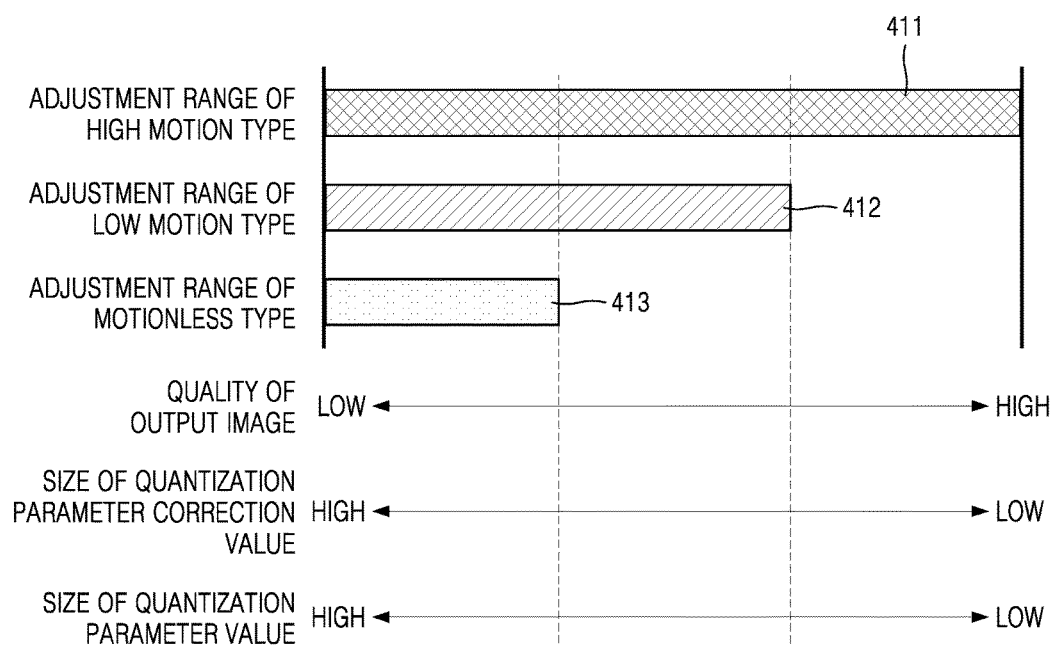 411
ADJUSTMENT RANGE OF
HIGH MOTION TYPE
ADJUSTMENT RANGE OF
LOW MOTION TYPE
412
ADJUSTMENT RANGE OF
MOTIONLESS TYPE
413
QUALITY OF
OUTPUT IMAGE
LOW
HIGH
SIZE OF QUANTIZATION
PARAMETER CORRECTION
VALUE
HIGH
LOW
SIZE OF QUANTIZATION
PARAMETER VALUE
HIGH
LOW